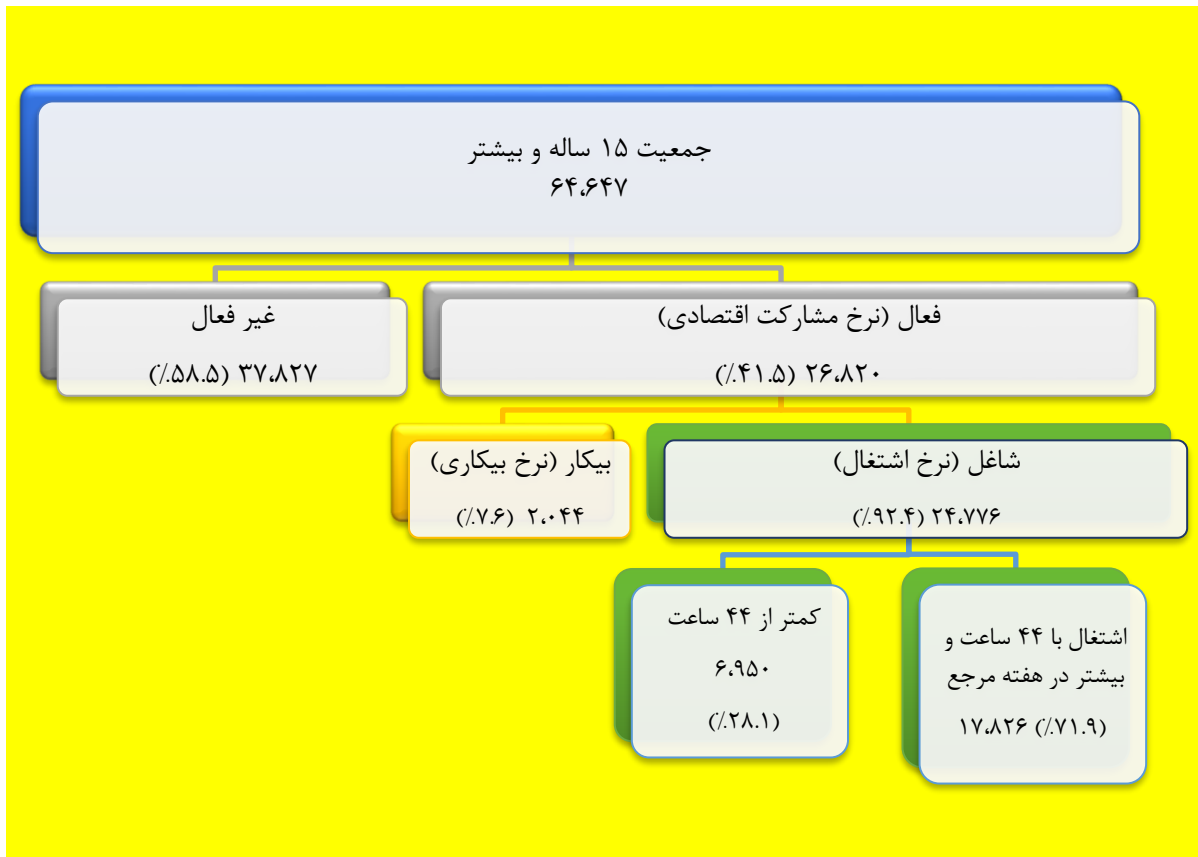 جمعیت ۱۵ ساله و بیشتر
۶۴،۶۴۷
فعال (نرخ مشارکت اقتصادی)
۲۶،۸۲۰ (۴۱.۵٪)
غیر فعال
۳۷،۸۲۷ (۵۸.۵٪)
شاغل (نرخ اشتغال)
۲۴،۷۷۶ (۹۲.۴٪)
بیکار (نرخ بیکاری)
۲،۰۴۴ (۷.۶٪)
اشتغال با ۴۴ ساعت و
بیشتر در هفته مرجع
۱۷،۸۲۶ (۷۱.۹٪)
کمتر از ۴۴ ساعت
۶،۹۵۰
(۲۸.۱٪)